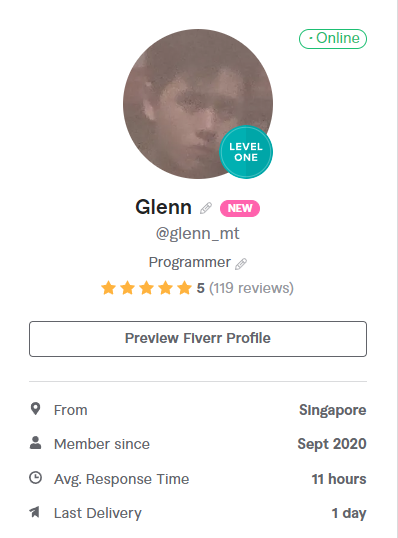 · Online
LEVEL
ONE
Glenn NEW
@glenn_mt
Programmer
5 (119 reviews)
Preview Fiverr Profile
From Singapore
Member since Sept 2020
Avg. Response Time 11 hours
Last Delivery 1 day